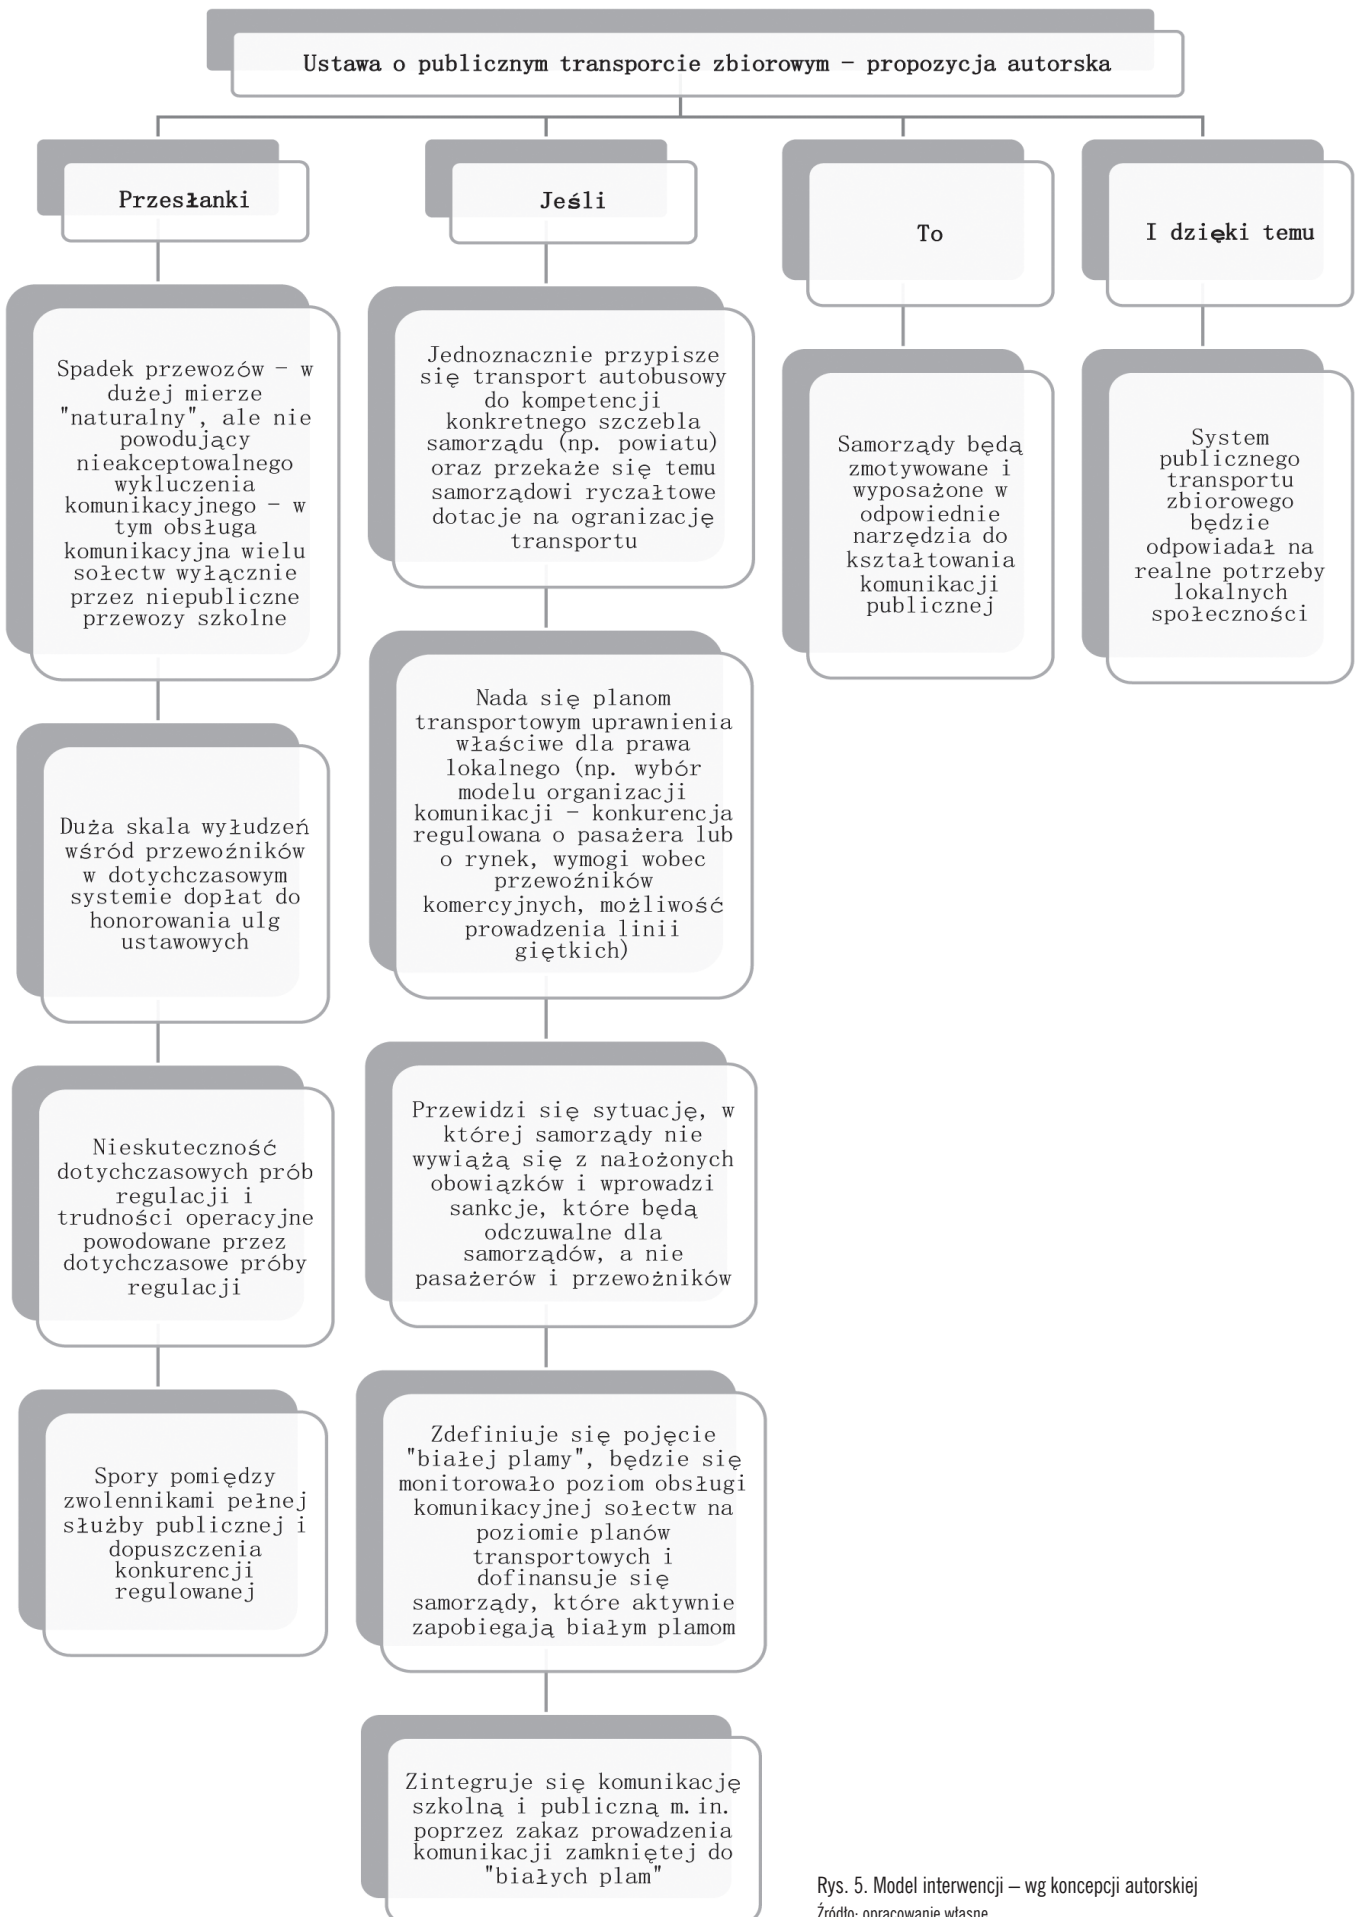 Ustawa o publicznym transporcie zbiorowym – propozycja autorska
Przesłanki
Spadek przewozów – w
dużej mierze
"naturalny", ale nie
powodujący
nieakceptowalnego
wykluczenia
komunikacyjnego – w
tym obsługa
komunikacyjna wielu
sołectw wyłącznie
przez niepubliczne
przewozy szkolne
Duża skala wyłudzeń
wśród przewoźników
w dotychczasowym
systemie dopłat do
honorowania ulg
ustawowych
Nieskuteczność
dotychczasowych prób
regulacji i
trudności operacyjne
powodowane przez
dotychczasowe próby
regulacji
Spory pomiędzy
zwolennikami pełnej
służby publicznej i
dopuszczenia
konkurencji
regulowanej
Jeśli
Jednoznacznie przypisze
się transport autobusowy
do kompetencji
konkretnego szczebla
samorządu (np. powiatu)
oraz przekaże się temu
samorządowi ryczałtowe
dotacje na ogranizację
transportu
Nada się planom
transportowym uprawnienia
właściwe dla prawa
lokalnego (np. wybór
modelu organizacji
komunikacji – konkurencja
regulowana o pasażera lub
o rynek, wymogi wobec
przewoźników
komercyjnych, możliwość
prowadzenia linii
giętkich)
Przewidzi się sytuację, w
której samorządy nie
wywiążą się z nałożonych
obowiązków i wprowadzi
sankcje, które będą
odczuwalne dla
samorządów, a nie
pasażerów i przewożników
Zdefiniuje się pojęcie
"białej plamy", będzie się
monitorowało poziom obsługi
komunikacyjnej sołectw na
poziomie planów
transportowych i
dofinansuje się
samorządy, które aktywnie
zapobiegają białym plamom
Zintegruje się komunikację
szkolną i publiczną m.in.
poprzez zakaz prowadzenia
komunikacji zamkniętej do
"białych plam"
To
Samorządy będą
zmotywowane i
wyposażone w
odpowiednie
narzędzia do
kształtowania
komunikacji
publicznej
I dzięki temu
System
publicznego
transportu
zbiorowego
będzie
odpowiadał na
realne potrzeby
lokalnych
społeczności
Rys. 5. Model interwencji – wg koncepcji autorskiej
Źródło: opracowanie własne